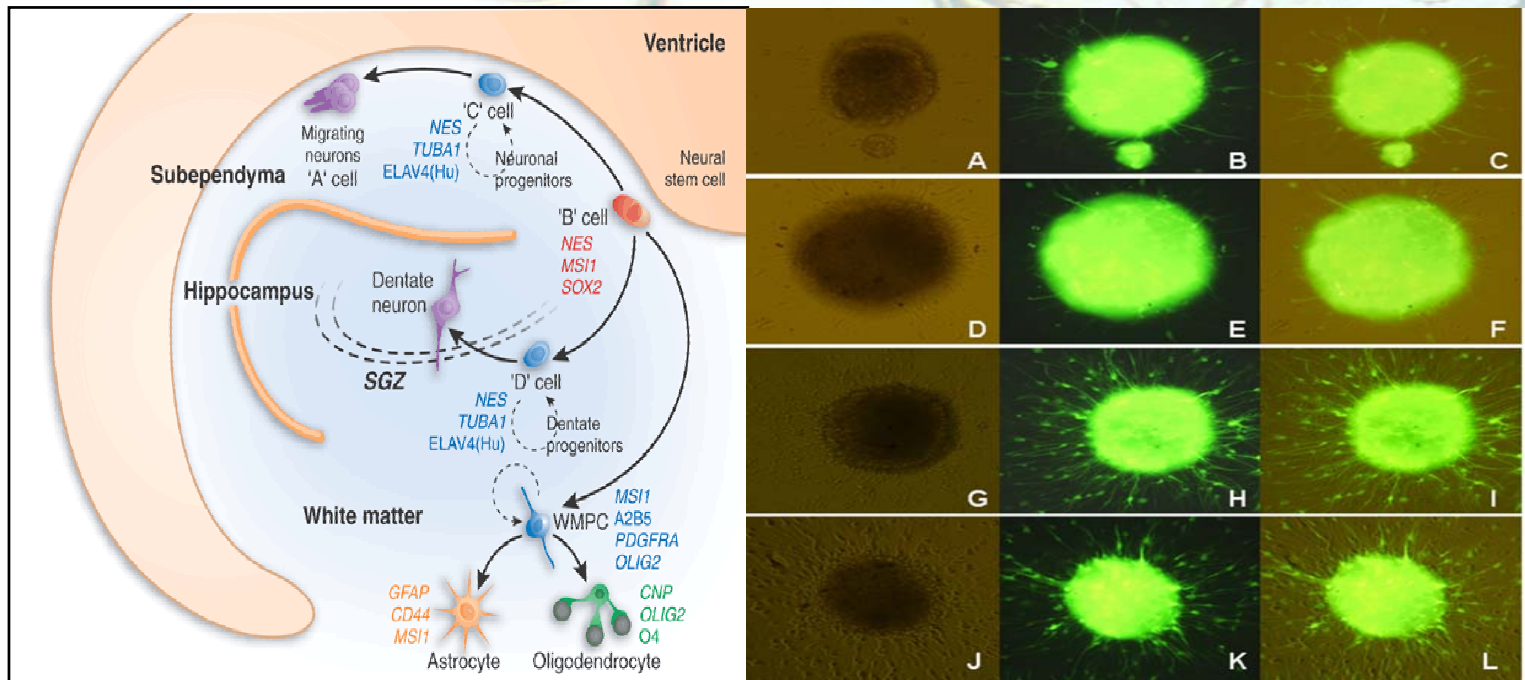 Ventricle
'C' cell
NES
TUBA1
ELAV4(Hu)
Neuronal
progenitors
Migrating
neurons
'A' cell
Subependyma
Neural
stem cell
'B' cell
NES
MSI1
SOX2
Dentate
neuron
Hippocampus
SGZ
'D' cell
NES
TUBA1
ELAV4(Hu)
Dentate
progenitors
White matter
WMPC
MSI1
A2B5
PDGFRA
OLIG2
GFAP
CD44
MSI1
Astrocyte
CNP
OLIG2
O4
Oligodendrocyte
A
B
C
D
E
F
G
H
I
J
K
L